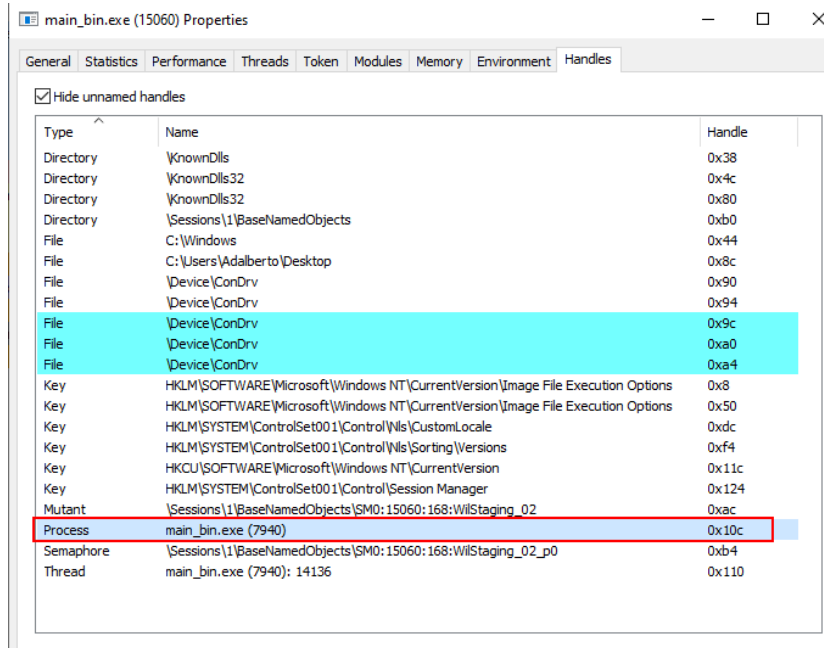 main_bin.exe (15060) Properties
General Statistics Performance Threads Token Modules Memory Environment Handles
Hide unnamed handles
Type Name Handle
Directory \KnownDlls 0x38
Directory \KnownDlls32 0x4c
Directory \KnownDlls32 0x80
Directory \Sessions\1\BaseNamedObjects 0xb0
File C:\Windows 0x44
File C:\Users\Adalberto\Desktop 0x8c
File \Device\ConDrv 0x90
File \Device\ConDrv 0x94
File \Device\ConDrv 0x9c
File \Device\ConDrv 0xa0
File \Device\ConDrv 0xa4
Key HKLM\SOFTWARE\Microsoft\Windows NT\CurrentVersion\Image File Execution Options 0x8
Key HKLM\SOFTWARE\Microsoft\Windows NT\CurrentVersion\Image File Execution Options 0x50
Key HKLM\SYSTEM\ControlSet001\Control\Nls\CustomLocale 0xdc
Key HKLM\SYSTEM\ControlSet001\Control\Nls\Sorting\Versions 0xf4
Key HKCU\SOFTWARE\Microsoft\Windows NT\CurrentVersion 0x11c
Key HKLM\SYSTEM\ControlSet001\Control\Session Manager 0x124
Mutant \Sessions\1\BaseNamedObjects\SM0:15060:168:WilStaging_02 0xac
Process main_bin.exe (7940) 0x10c
Semaphore \Sessions\1\BaseNamedObjects\SM0:15060:168:WilStaging_02_p0 0xb4
Thread main_bin.exe (7940): 14136 0x110